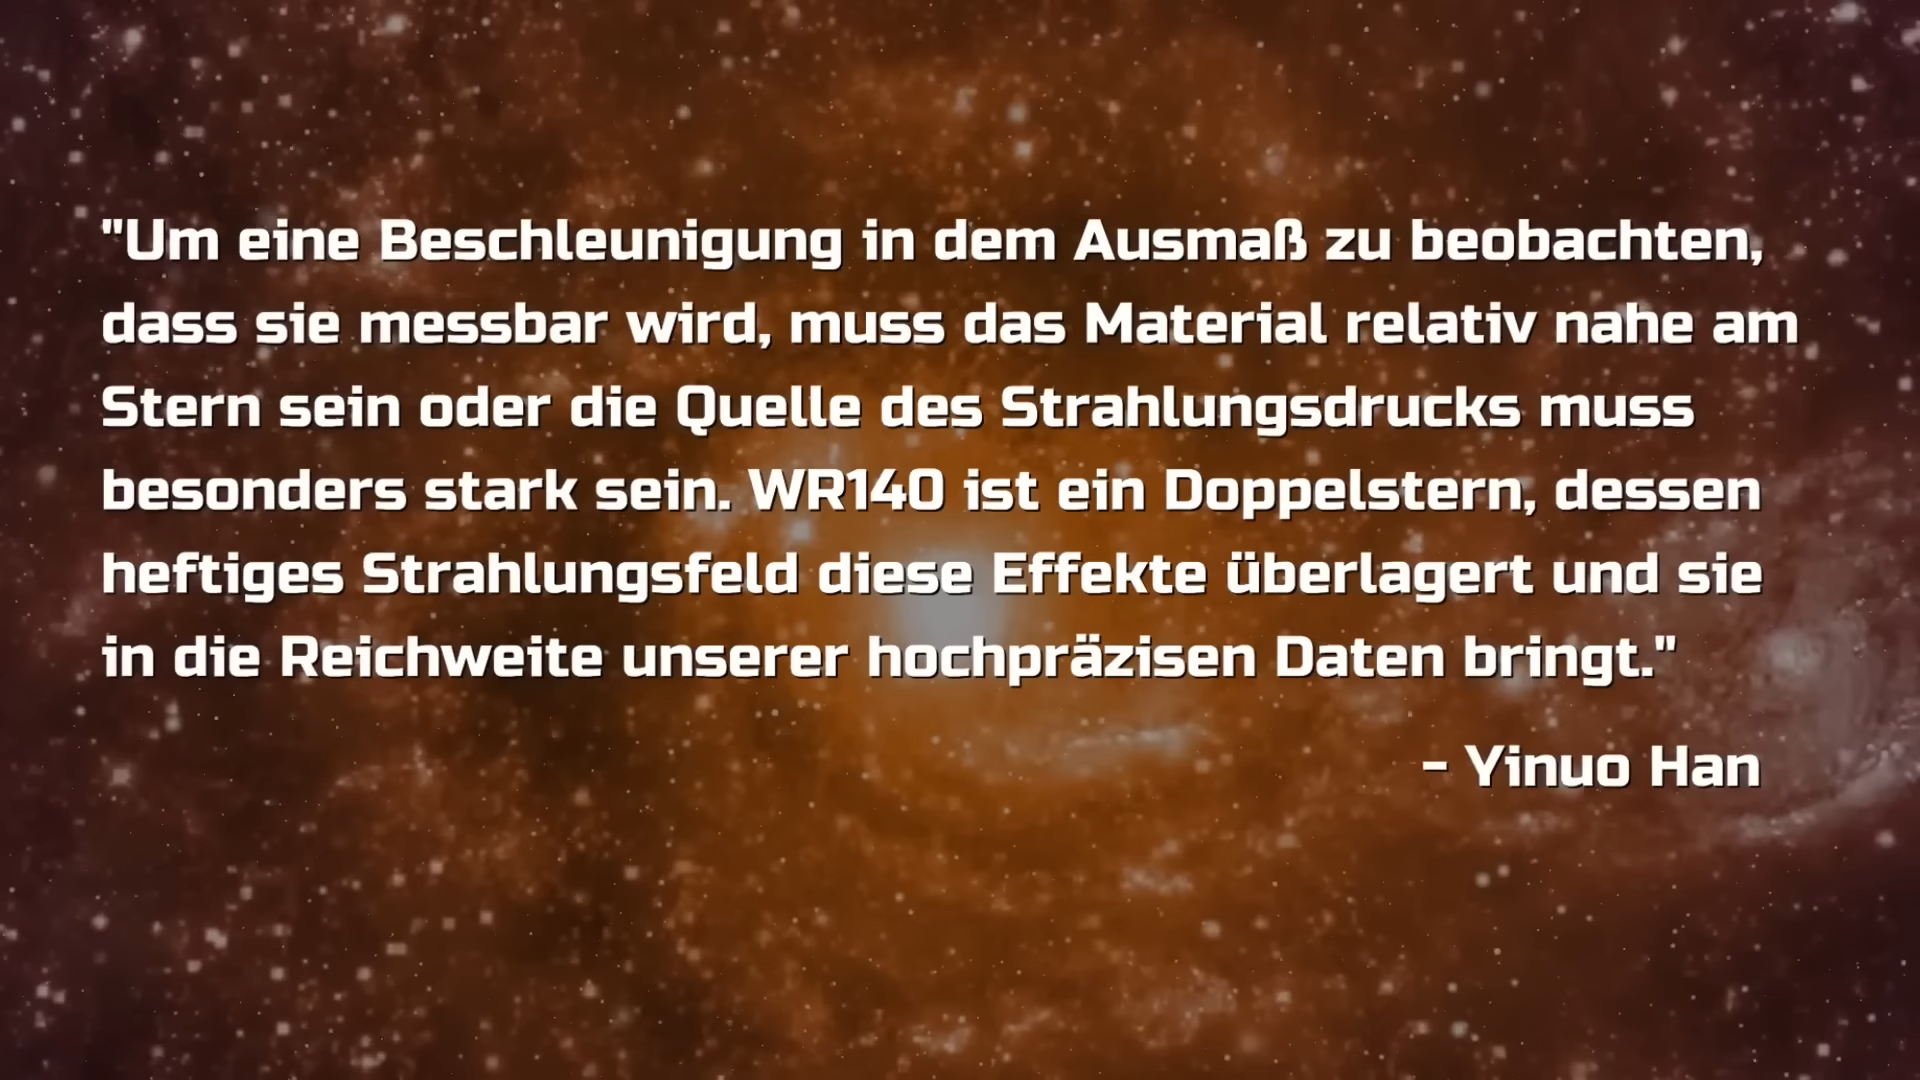 "Um eine Beschleunigung in dem Ausmaß zu beobachten,
dass sie messbar wird, muss das Material relativ nahe am
Stern sein oder die Quelle des Strahlungsdrucks muss
besonders stark sein. WR140 ist ein Doppelstern, dessen
heftiges Strahlungsfeld diese Effekte überlagert und sie
in die Reichweite unserer hochpräzisen Daten bringt."
- Yinuo Han